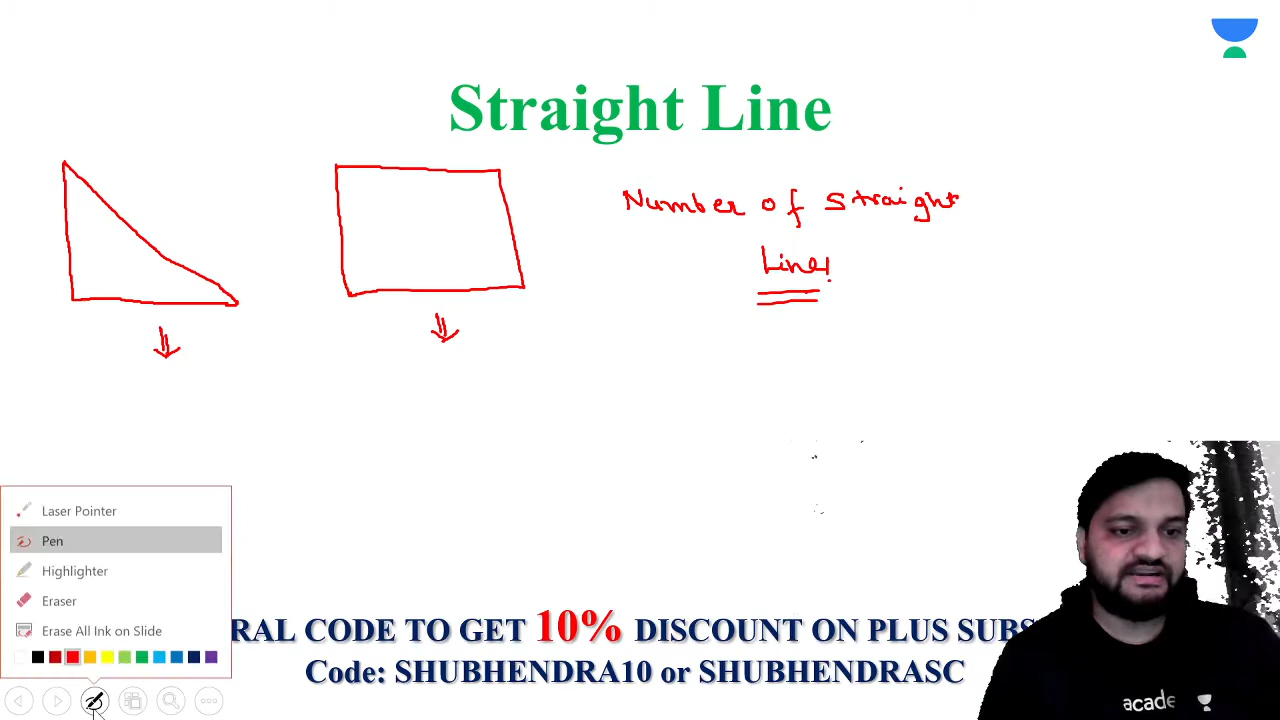 Straight Line
Number of straight
Line!
Laser Pointer
Pen
Highlighter
Eraser
Erase All Ink on Slide
RAL CODE TO GET 10% DISCOUNT ON PLUS SUBS
Code: SHUBHENDRA10 or SHUBHENDRASC
acade